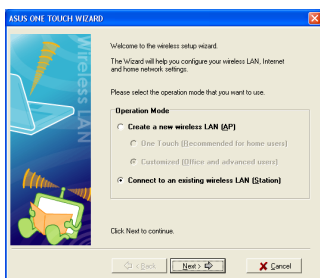 ASUS ONE TOUCH WIZARD
Wireless LAN
Welcome to the wireless setup wizard.
The Wizard will help you configure your wireless LAN, Internet
and home network settings.
Please select the operation mode that you want to use.
Operation Mode
Create a new wireless LAN (AP)
One Touch (Recommended for home users)
Customized (Office and advanced users)
Connect to an existing wireless LAN (Station)
Click Next to continue.
< Back
Next >
Cancel